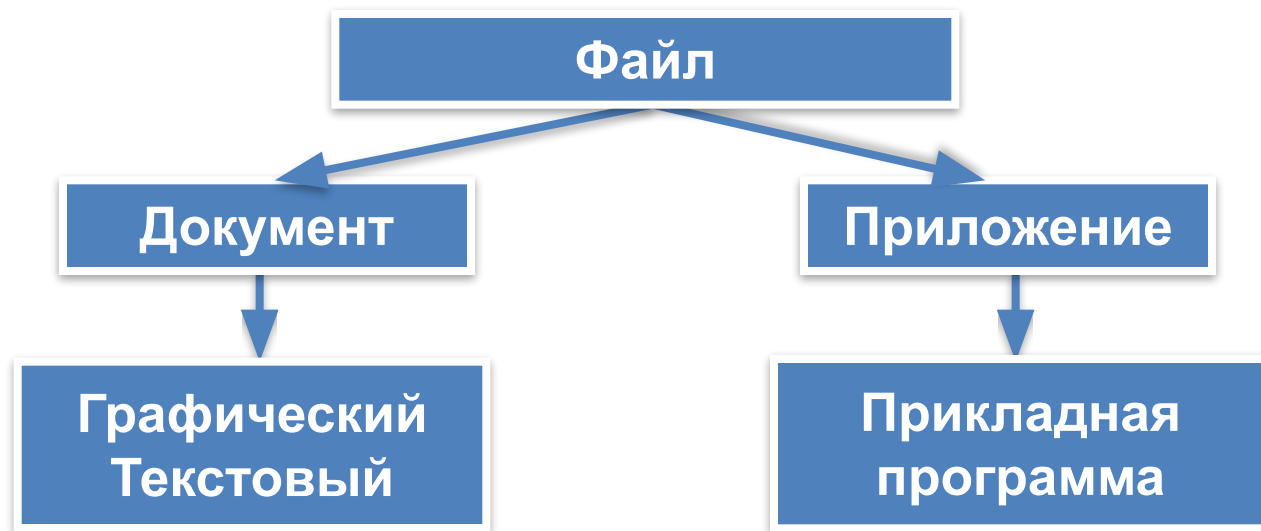 Файл
Документ
Приложение
Графический
Текстовый
Прикладная
программа